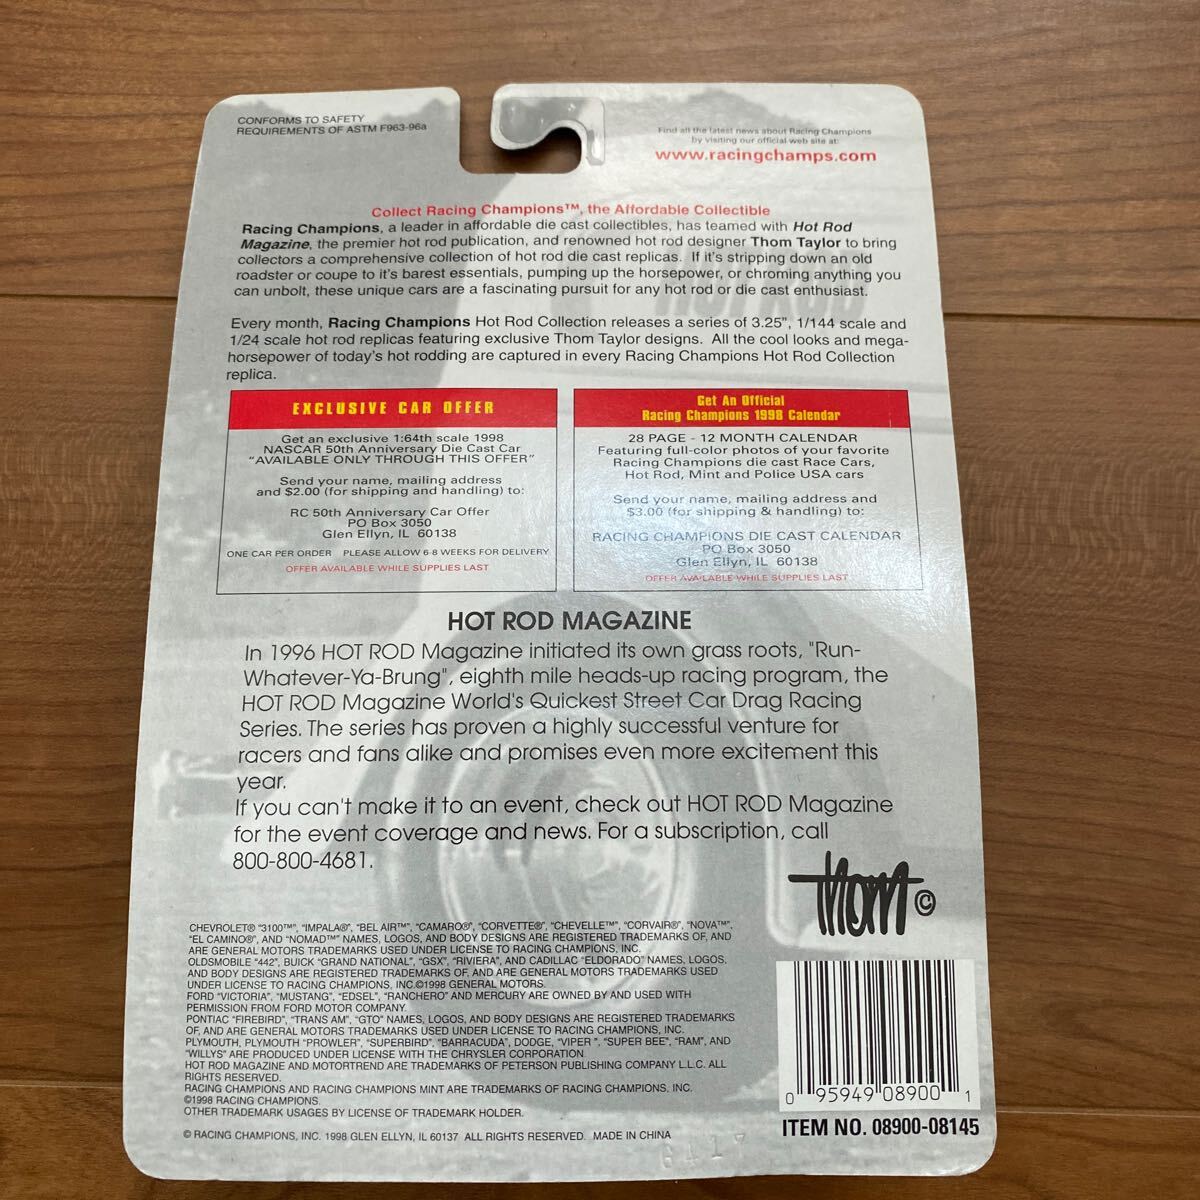 CONFORMS TO SAFETY
REQUIREMENTS OF ASTM F963-96a
Find all the latest news about Racing Champions
by visiting our official web site at:
www.racingchamps.com
Collect Racing Champions™, the Affordable Collectible
Racing Champions, a leader in affordable die cast collectibles, has teamed with Hot Rod
Magazine, the premier hot rod publication, and renowned hot rod designer Thom Taylor to bring
collectors a comprehensive collection of hot rod die cast replicas. If it's stripping down an old
roadster or coupe to it's barest essentials, pumping up the horsepower, or chroming anything you
can unbolt, these unique cars are a fascinating pursuit for any hot rod or die cast enthusiast.
Every month, Racing Champions Hot Rod Collection releases a series of 3.25", 1/144 scale and
1/24 scale hot rod replicas featuring exclusive Thom Taylor designs. All the cool looks and mega-
horsepower of today's hot rodding are captured in every Racing Champions Hot Rod Collection
replica.
EXCLUSIVE CAR OFFER
Get an exclusive 1:64th scale 1998
NASCAR 50th Anniversary Die Cast Car
"AVAILABLE ONLY THROUGH THIS OFFER"
Send your name, mailing address
and $2.00 (for shipping and handling) to:
RC 50th Anniversary Car Offer
PO Box 3050
Glen Ellyn, IL 60138
ONE CAR PER ORDER PLEASE ALLOW 6-8 WEEKS FOR DELIVERY
OFFER AVAILABLE WHILE SUPPLIES LAST
Get An Official
Racing Champions 1998 Calendar
28 PAGE - 12 MONTH CALENDAR
Featuring full-color photos of your favorite
Racing Champions die cast Race Cars,
Hot Rod, Mint and Police USA cars
Send your name, mailing address and
$3.00 (for shipping & handling) to:
RACING CHAMPIONS DIE CAST CALENDAR
PO Box 3050
Glen Ellyn, IL 60138
OFFER AVAILABLE WHILE SUPPLIES LAST
HOT ROD MAGAZINE
In 1996 HOT ROD Magazine initiated its own grass roots, "Run-
Whatever-Ya-Brung", eighth mile heads-up racing program, the
HOT ROD Magazine World's Quickest Street Car Drag Racing
Series. The series has proven a highly successful venture for
racers and fans alike and promises even more excitement this
year.
If you can't make it to an event, check out HOT ROD Magazine
for the event coverage and news. For a subscription, call
800-800-4681.
Thom ©
CHEVROLET® "3100™", "IMPALA®", "BEL AIR™", "CAMARO®", "CORVETTE®", "CHEVELLE™", "CORVAIR®", "NOVA™",
"EL CAMINO®", AND "NOMAD™" NAMES, LOGOS, AND BODY DESIGNS ARE REGISTERED TRADEMARKS OF, AND
ARE GENERAL MOTORS TRADEMARKS USED UNDER LICENSE TO RACING CHAMPIONS, INC.
OLDSMOBILE "442", BUICK "GRAND NATIONAL", "GSX", "RIVIERA", AND CADILLAC "ELDORADO" NAMES, LOGOS,
AND BODY DESIGNS ARE REGISTERED TRADEMARKS OF, AND ARE GENERAL MOTORS TRADEMARKS USED
UNDER LICENSE TO RACING CHAMPIONS, INC.©1998 GENERAL MOTORS.
FORD "VICTORIA", "MUSTANG", "EDSEL", "RANCHERO" AND MERCURY ARE OWNED BY AND USED WITH
PERMISSION FROM FORD MOTOR COMPANY.
PONTIAC "FIREBIRD", "TRANS AM", "GTO" NAMES, LOGOS, AND BODY DESIGNS ARE REGISTERED TRADEMARKS
OF, AND ARE GENERAL MOTORS TRADEMARKS USED UNDER LICENSE TO RACING CHAMPIONS, INC.
PLYMOUTH, PLYMOUTH "PROWLER", "SUPERBIRD", "BARRACUDA", DODGE, "VIPER", "SUPER BEE", "RAM", AND
"WILLYS" ARE PRODUCED UNDER LICENSE WITH THE CHRYSLER CORPORATION.
HOT ROD MAGAZINE AND MOTORTREND ARE TRADEMARKS OF PETERSON PUBLISHING COMPANY L.L.C. ALL
RIGHTS RESERVED.
RACING CHAMPIONS AND RACING CHAMPIONS MINT ARE TRADEMARKS OF RACING CHAMPIONS, INC.
©1998 RACING CHAMPIONS.
OTHER TRADEMARK USAGES BY LICENSE OF TRADEMARK HOLDER.
© RACING CHAMPIONS, INC. 1998 GLEN ELLYN, IL 60137 ALL RIGHTS RESERVED. MADE IN CHINA
0 95949 08900 1
ITEM NO. 08900-08145